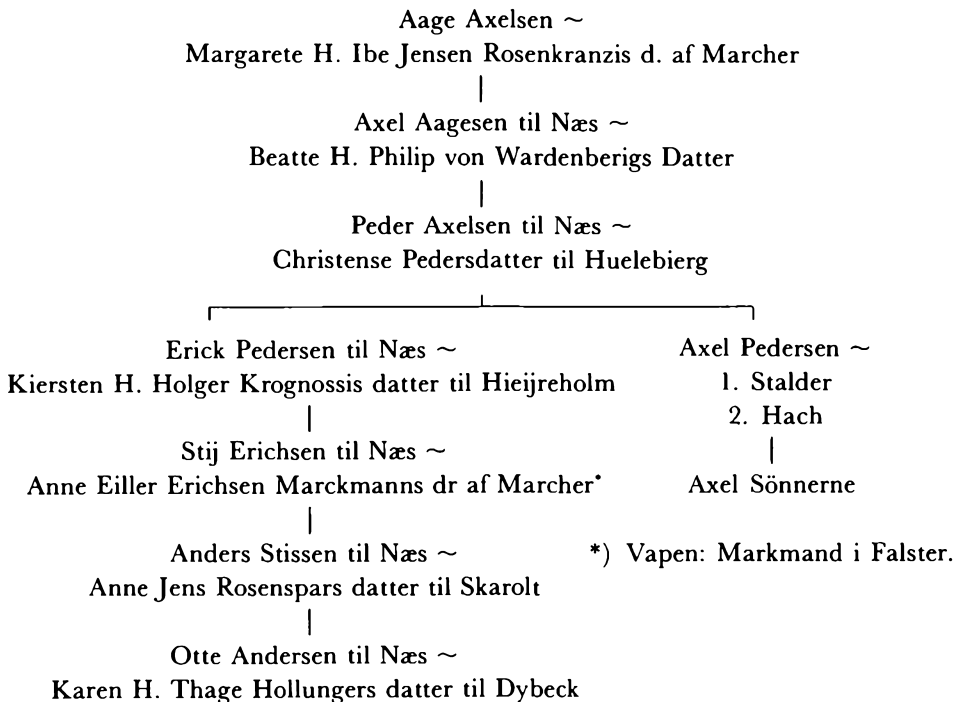 Aage Axelsen ~
Margarete H. Ibe Jensen Rosenkranzis d. af Marcher
Axel Aagesen til Næs ~
Beatte H. Philip von Wardenberigs Datter
Peder Axelsen til Næs ~
Christense Pedersdatter til Huelebierg
Erick Pedersen til Næs ~
Kiersten H. Holger Krognossis datter til Hieijreholm
Stij Erichsen til Næs ~
Anne Eiller Erichsen Marckmanns dr af Marcher*
Anders Stissen til Næs ~
Anne Jens Rosenspars datter til Skarolt
Otte Andersen til Næs ~
Karen H. Thage Hollungers datter til Dybeck
Axel Pedersen ~
1. Stalder
2. Hach
Axel Sönnerne
*) Vapen: Markmand i Falster.